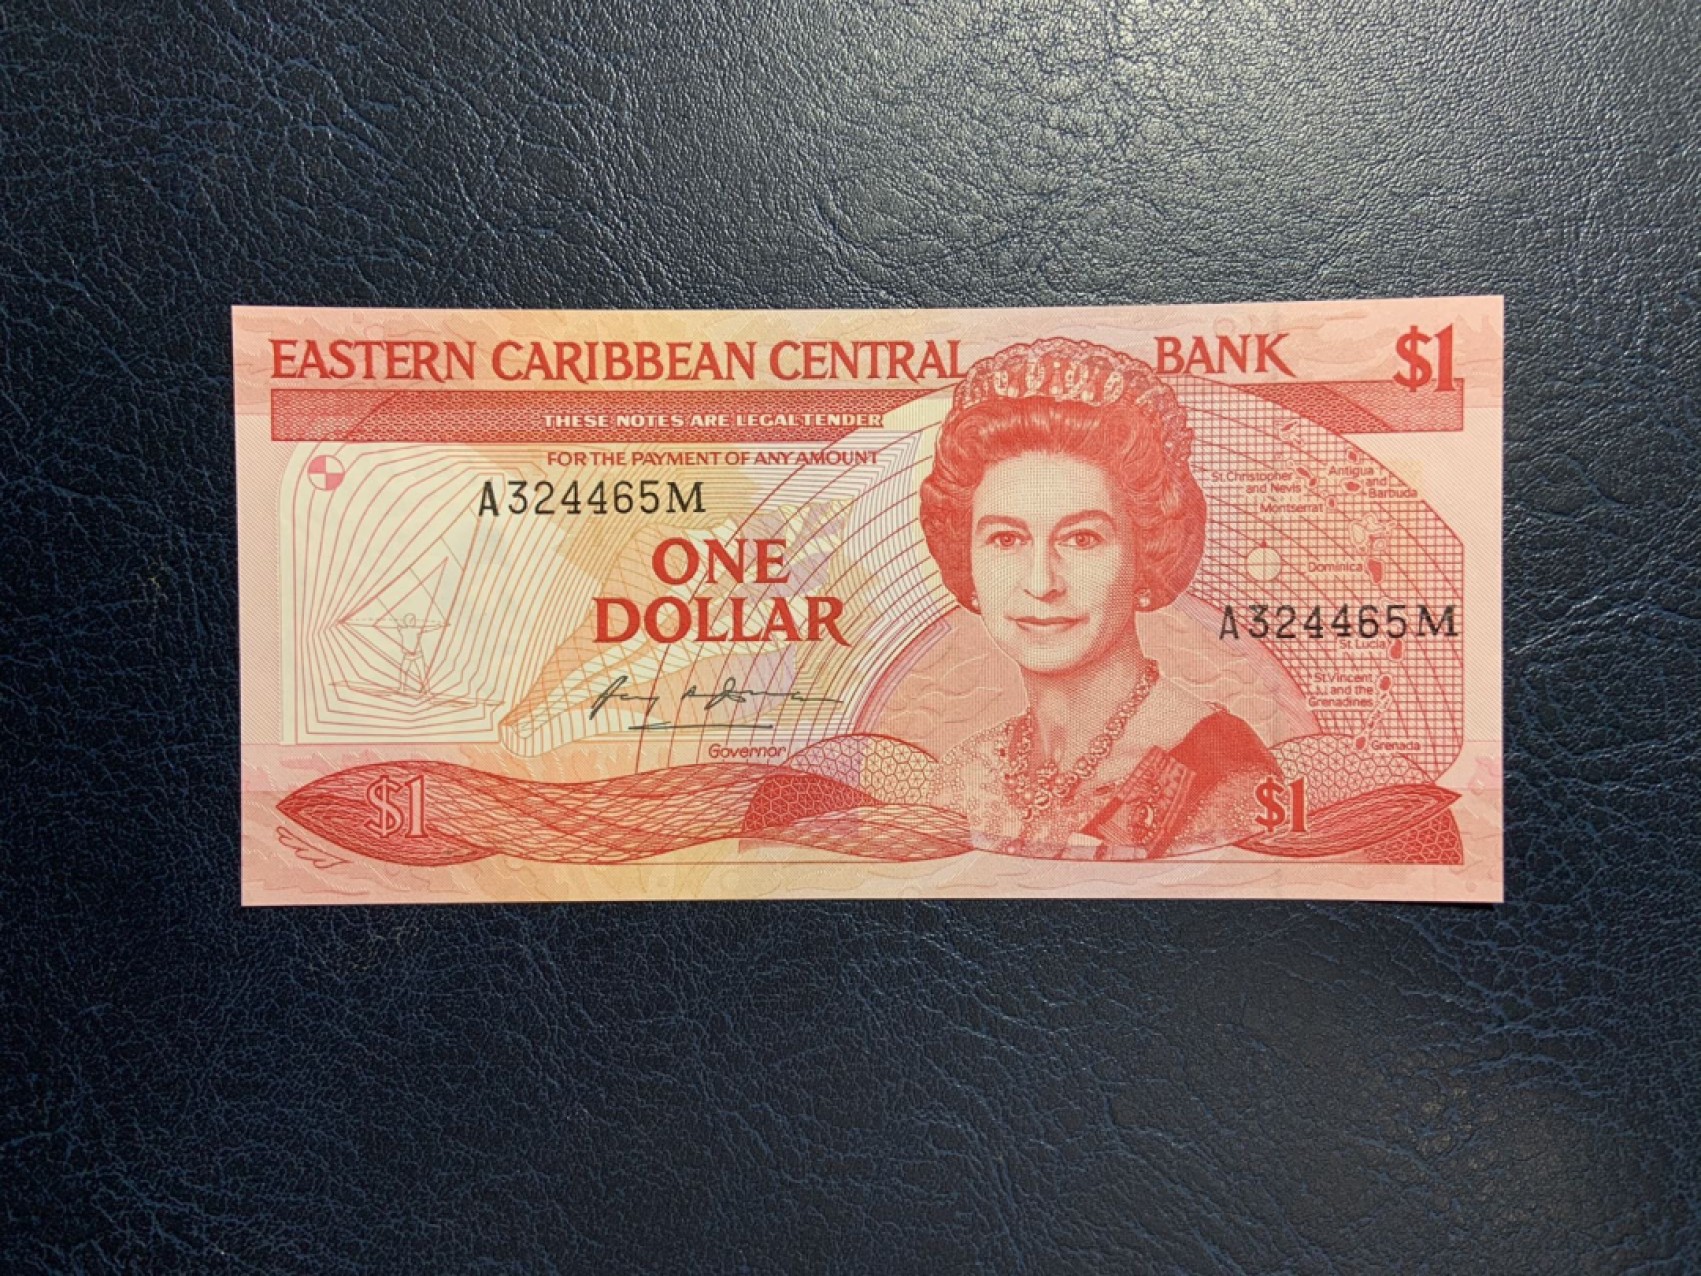 EASTERN CARIBBEAN CENTRAL BANK $1
THESE NOTES ARE LEGAL TENDER
FOR THE PAYMENT OF ANY AMOUNT
A324465M
ONE
DOLLAR
Governor
St. Christopher
and Nevis
Antigua
and
Barbuda
Montserrat
Dominica
A324465M
St. Lucia
St. Vincent
and the
Grenadines
Grenada
$1
$1